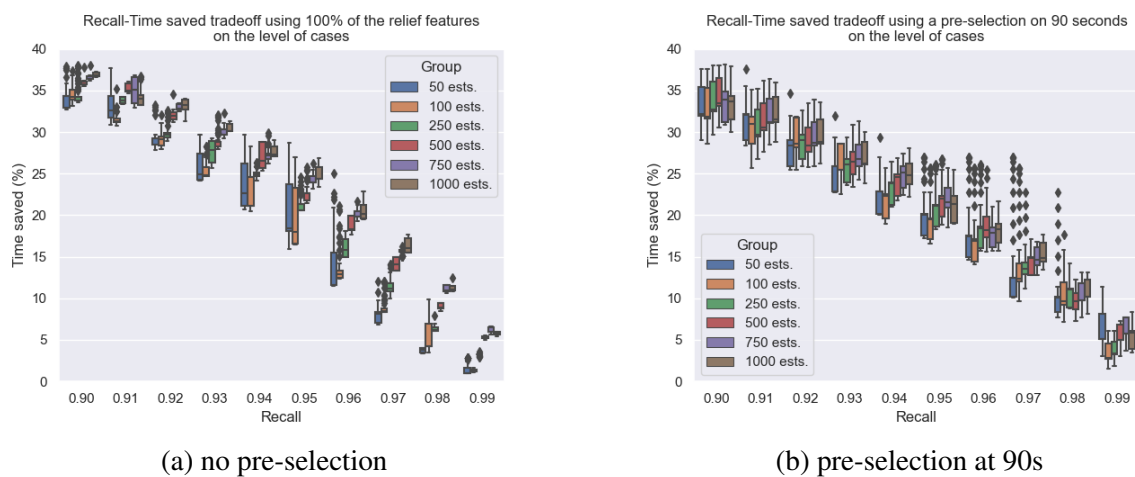 Recall-Time saved tradeoff using 100% of the relief features
on the level of cases
40
35
30
25
20
15
10
5
0
Time saved (%)
Group
50 ests.
100 ests.
250 ests.
500 ests.
750 ests.
1000 ests.
0.90 0.91 0.92 0.93 0.94 0.95 0.96 0.97 0.98 0.99
Recall
(a) no pre-selection
Recall-Time saved tradeoff using a pre-selection on 90 seconds
on the level of cases
40
35
30
25
20
15
10
5
0
Time saved (%)
Group
50 ests.
100 ests.
250 ests.
500 ests.
750 ests.
1000 ests.
0.90 0.91 0.92 0.93 0.94 0.95 0.96 0.97 0.98 0.99
Recall
(b) pre-selection at 90s